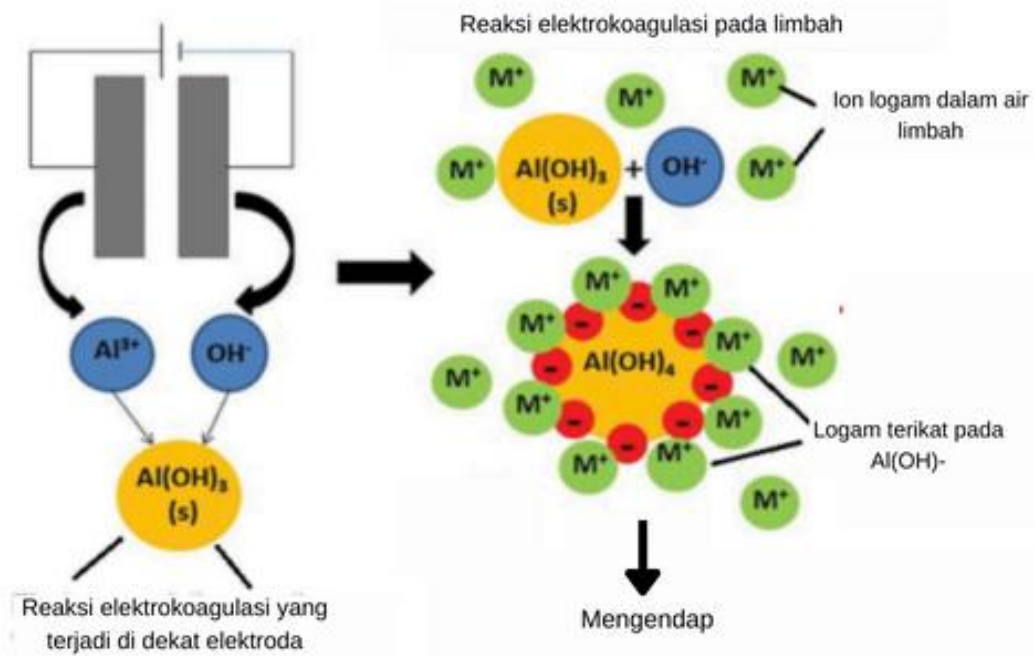 Reaksi elektrokoagulasi pada limbah
M⁺
M⁺
M⁺
Ion logam dalam air
limbah
M⁺
Al(OH)₃
(s)
+
OH⁻
M⁺
M⁺
M⁺
M⁺
M⁺
M⁺
M⁺
M⁺
M⁺
M⁺
M⁺
M⁺
M⁺
Al(OH)₄
-
-
-
-
-
-
-
-
Logam terikat pada
Al(OH)-
Mengendap
Al³⁺
OH⁻
Al(OH)₃
(s)
Reaksi elektrokoagulasi yang
terjadi di dekat elektroda